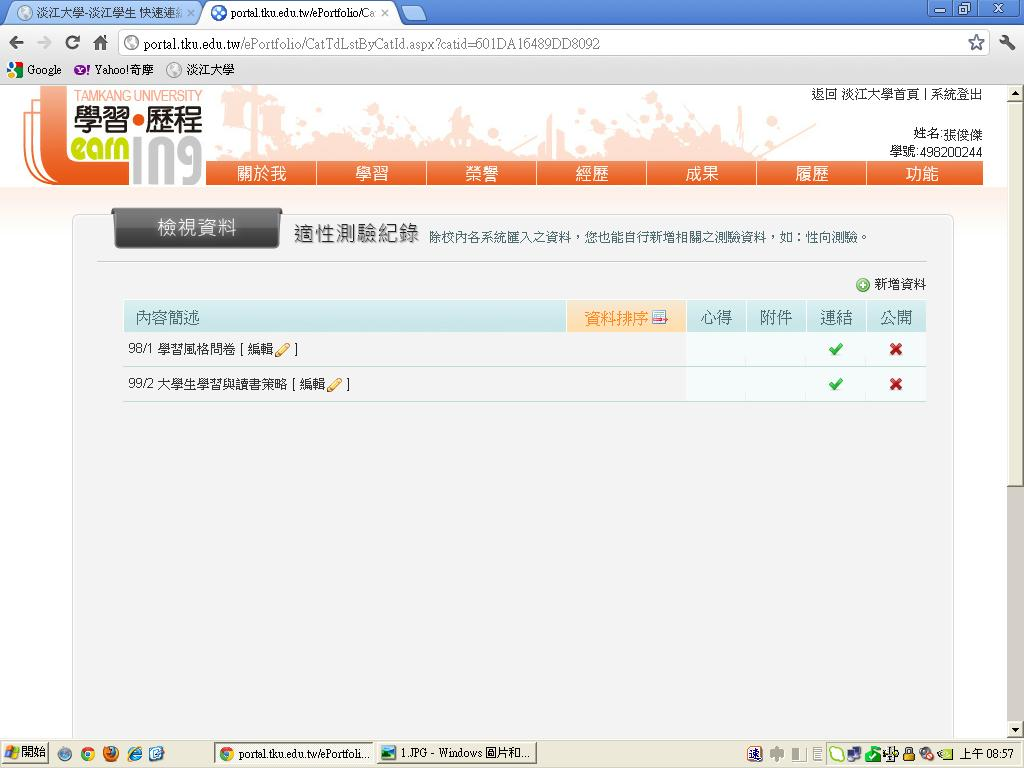 淡江大學-淡江學生 快速連結
portal.tku.edu.tw/ePortfolio/Ca
portal.tku.edu.tw/ePortfolio/CatTdLstByCatId.aspx?catid=601DA16489DD8092
Google Yahoo!奇摩 淡江大學
TAMKANG UNIVERSITY
學習•歷程
Learning
返回 淡江大學首頁 | 系統登出
姓名:張俊傑
學號:498200244
關於我 學習 榮譽 經歷 成果 履歷 功能
檢視資料
適性測驗紀錄 除校內各系統匯入之資料，您也能自行新增相關之測驗資料，如：性向測驗。
新增資料
內容簡述 資料排序 心得 附件 連結 公開
98/1 學習風格問卷 [ 編輯 ]
99/2 大學生學習與讀書策略 [ 編輯 ]
開始 portal.tku.edu.tw/ePortfoli... 1.JPG - Windows 圖片和... 速 中 上午 08:57